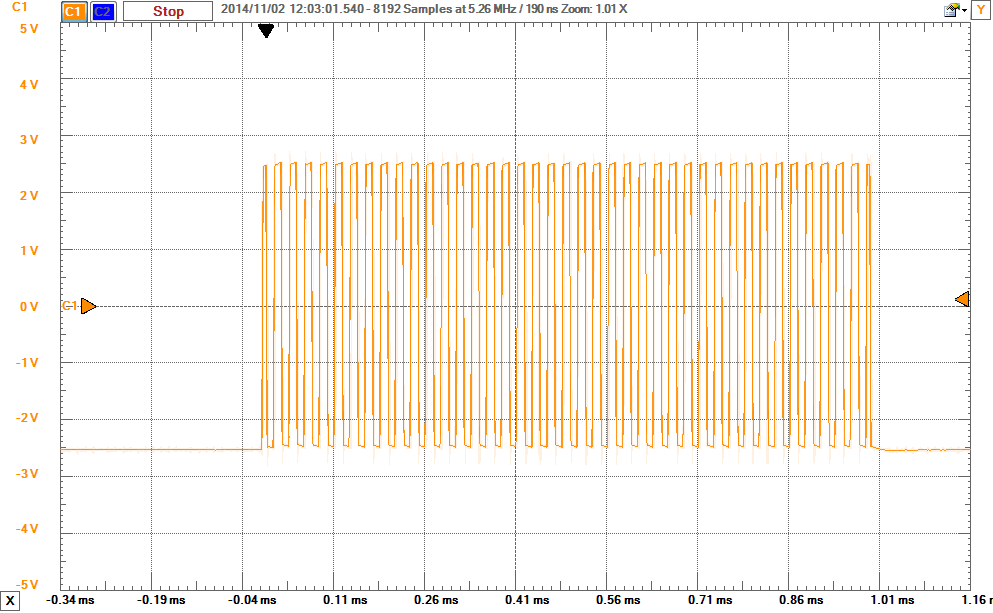 C1
C1 C2 Stop 2014/11/02 12:03:01.540 - 8192 Samples at 5.26 MHz / 190 ns Zoom: 1.01 X Y
5 V
4 V
3 V
2 V
1 V
C1 0 V
-1 V
-2 V
-3 V
-4 V
-5 V
X -0.34 ms -0.19 ms -0.04 ms 0.11 ms 0.26 ms 0.41 ms 0.56 ms 0.71 ms 0.86 ms 1.01 ms 1.16